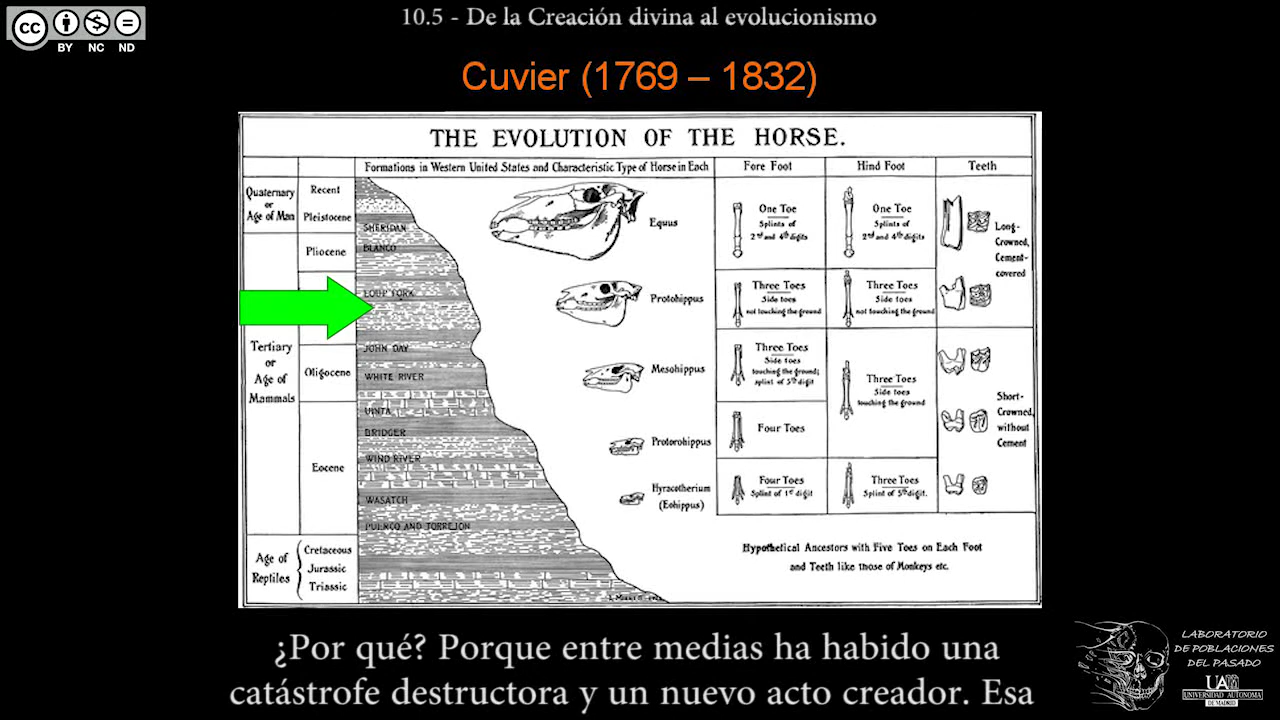 10.5 - De la Creación divina al evolucionismo
cc
BY NC ND
Cuvier (1769 – 1832)
THE EVOLUTION OF THE HORSE.
Formations in Western United States and Characteristic Type of Horse in Each
Fore Foot
Hind Foot
Teeth
Quaternary
or
Age of Man
Recent
Pleistocene
Pliocene
Tertiary
or
Age of
Mammals
Oligocene
Eocene
Age of
Reptiles
Cretaceous
Jurassic
Triassic
SHERIDAN
BLANCO
LOUP FORK
JOHN DAY
WHITE RIVER
UINTA
BRIDGER
WIND RIVER
WASATCH
PUERCO AND TORREJON
Equus
Protohippus
Mesohippus
Protorohippus
Hyracotherium
(Eohippus)
One Toe
Splints of
2nd and 4th digits
Three Toes
Side toes
not touching the ground
Three Toes
Side toes
touching the ground;
splint of 5th digit
Four Toes
Four Toes
Splint of 1st digit
One Toe
Splints of
2nd and 4th digits
Three Toes
Side toes
not touching the ground
Three Toes
Side toes
touching the ground
Three Toes
Splint of 5th digit.
Long-
Crowned,
Cement-
covered
Short-
Crowned,
without
Cement
Hypothetical Ancestors with Five Toes on Each Foot
and Teeth like those of Monkeys etc.
¿Por qué? Porque entre medias ha habido una
catástrofe destructora y un nuevo acto creador. Esa
LABORATORIO
DE POBLACIONES
DEL PASADO
UAM
UNIVERSIDAD AUTONOMA
DE MADRID